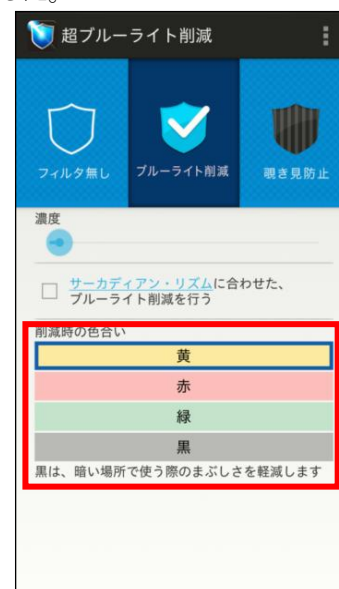 超ブルーライト削減
フィルタ無し
ブルーライト削減
覗き見防止
濃度
サーカディアン・リズムに合わせた、
ブルーライト削減を行う
削減時の色合い
黄
赤
緑
黒
黒は、暗い場所で使う際のまぶしさを軽減します